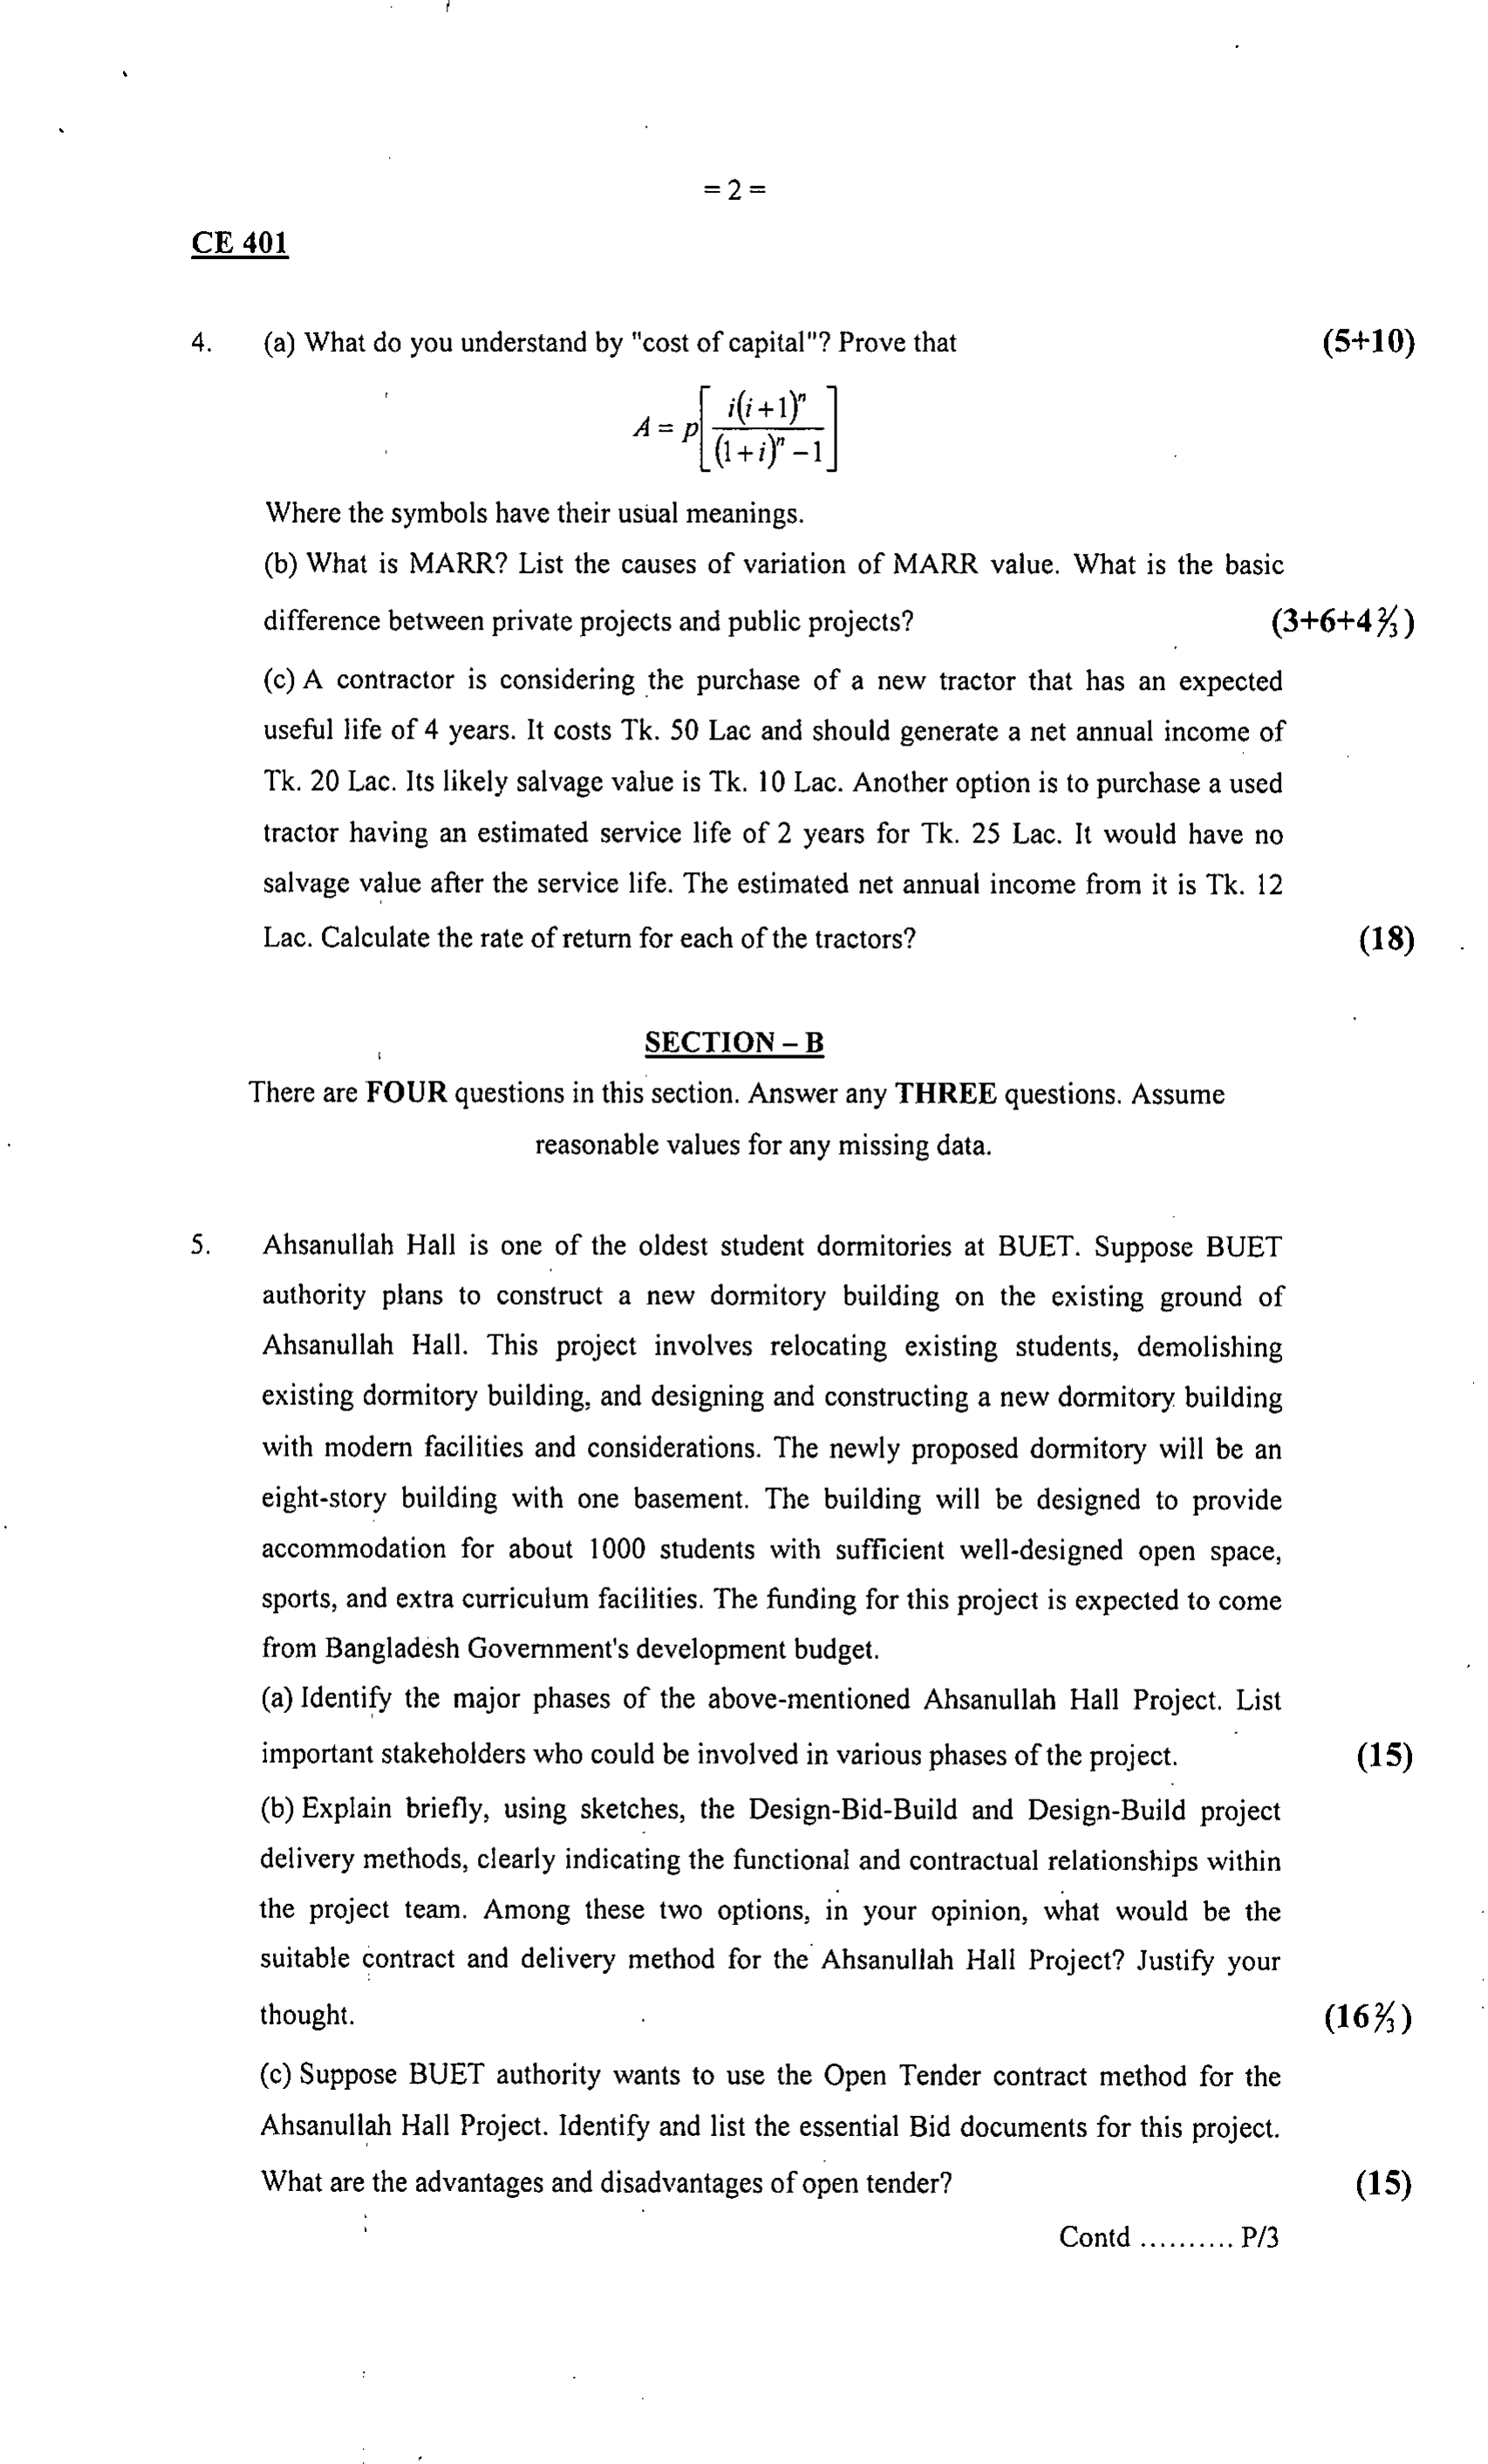 = 2 =
CE 401
4. (a) What do you understand by "cost of capital"? Prove that (5+10)
A = p[ i(i+1)^n / (1+i)^n −1 ]
Where the symbols have their usual meanings.
(b) What is MARR? List the causes of variation of MARR value. What is the basic
difference between private projects and public projects? (3+6+4⅔)
(c) A contractor is considering the purchase of a new tractor that has an expected
useful life of 4 years. It costs Tk. 50 Lac and should generate a net annual income of
Tk. 20 Lac. Its likely salvage value is Tk. 10 Lac. Another option is to purchase a used
tractor having an estimated service life of 2 years for Tk. 25 Lac. It would have no
salvage value after the service life. The estimated net annual income from it is Tk. 12
Lac. Calculate the rate of return for each of the tractors? (18)
SECTION – B
There are FOUR questions in this section. Answer any THREE questions. Assume
reasonable values for any missing data.
5. Ahsanullah Hall is one of the oldest student dormitories at BUET. Suppose BUET
authority plans to construct a new dormitory building on the existing ground of
Ahsanullah Hall. This project involves relocating existing students, demolishing
existing dormitory building, and designing and constructing a new dormitory building
with modern facilities and considerations. The newly proposed dormitory will be an
eight-story building with one basement. The building will be designed to provide
accommodation for about 1000 students with sufficient well-designed open space,
sports, and extra curriculum facilities. The funding for this project is expected to come
from Bangladesh Government's development budget.
(a) Identify the major phases of the above-mentioned Ahsanullah Hall Project. List
important stakeholders who could be involved in various phases of the project. (15)
(b) Explain briefly, using sketches, the Design-Bid-Build and Design-Build project
delivery methods, clearly indicating the functional and contractual relationships within
the project team. Among these two options, in your opinion, what would be the
suitable contract and delivery method for the Ahsanullah Hall Project? Justify your
thought. (16⅔)
(c) Suppose BUET authority wants to use the Open Tender contract method for the
Ahsanullah Hall Project. Identify and list the essential Bid documents for this project.
What are the advantages and disadvantages of open tender? (15)
Contd .......... P/3